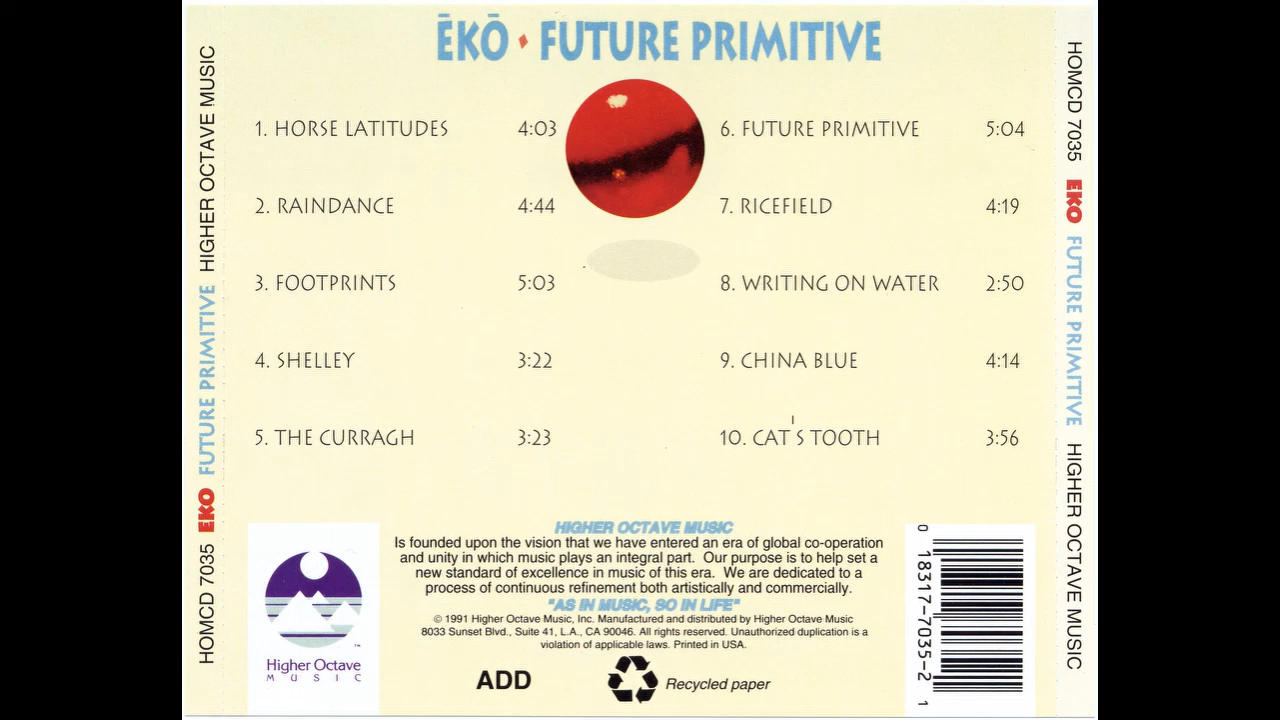 ĒKŌ • FUTURE PRIMITIVE
1. HORSE LATITUDES 4:03
2. RAINDANCE 4:44
3. FOOTPRINTS 5:03
4. SHELLEY 3:22
5. THE CURRAGH 3:23
6. FUTURE PRIMITIVE 5:04
7. RICEFIELD 4:19
8. WRITING ON WATER 2:50
9. CHINA BLUE 4:14
10. CAT'S TOOTH 3:56
HOMCD 7035 EKO FUTURE PRIMITIVE HIGHER OCTAVE MUSIC
HOMCD 7035 EKO FUTURE PRIMITIVE HIGHER OCTAVE MUSIC
Higher Octave
MUSIC
™
HIGHER OCTAVE MUSIC
Is founded upon the vision that we have entered an era of global co-operation
and unity in which music plays an integral part. Our purpose is to help set a
new standard of excellence in music of this era. We are dedicated to a
process of continuous refinement both artistically and commercially.
"AS IN MUSIC, SO IN LIFE"
© 1991 Higher Octave Music, Inc. Manufactured and distributed by Higher Octave Music
8033 Sunset Blvd., Suite 41, L.A., CA 90046. All rights reserved. Unauthorized duplication is a
violation of applicable laws. Printed in USA.
ADD
Recycled paper
0 18317-7035-2 1